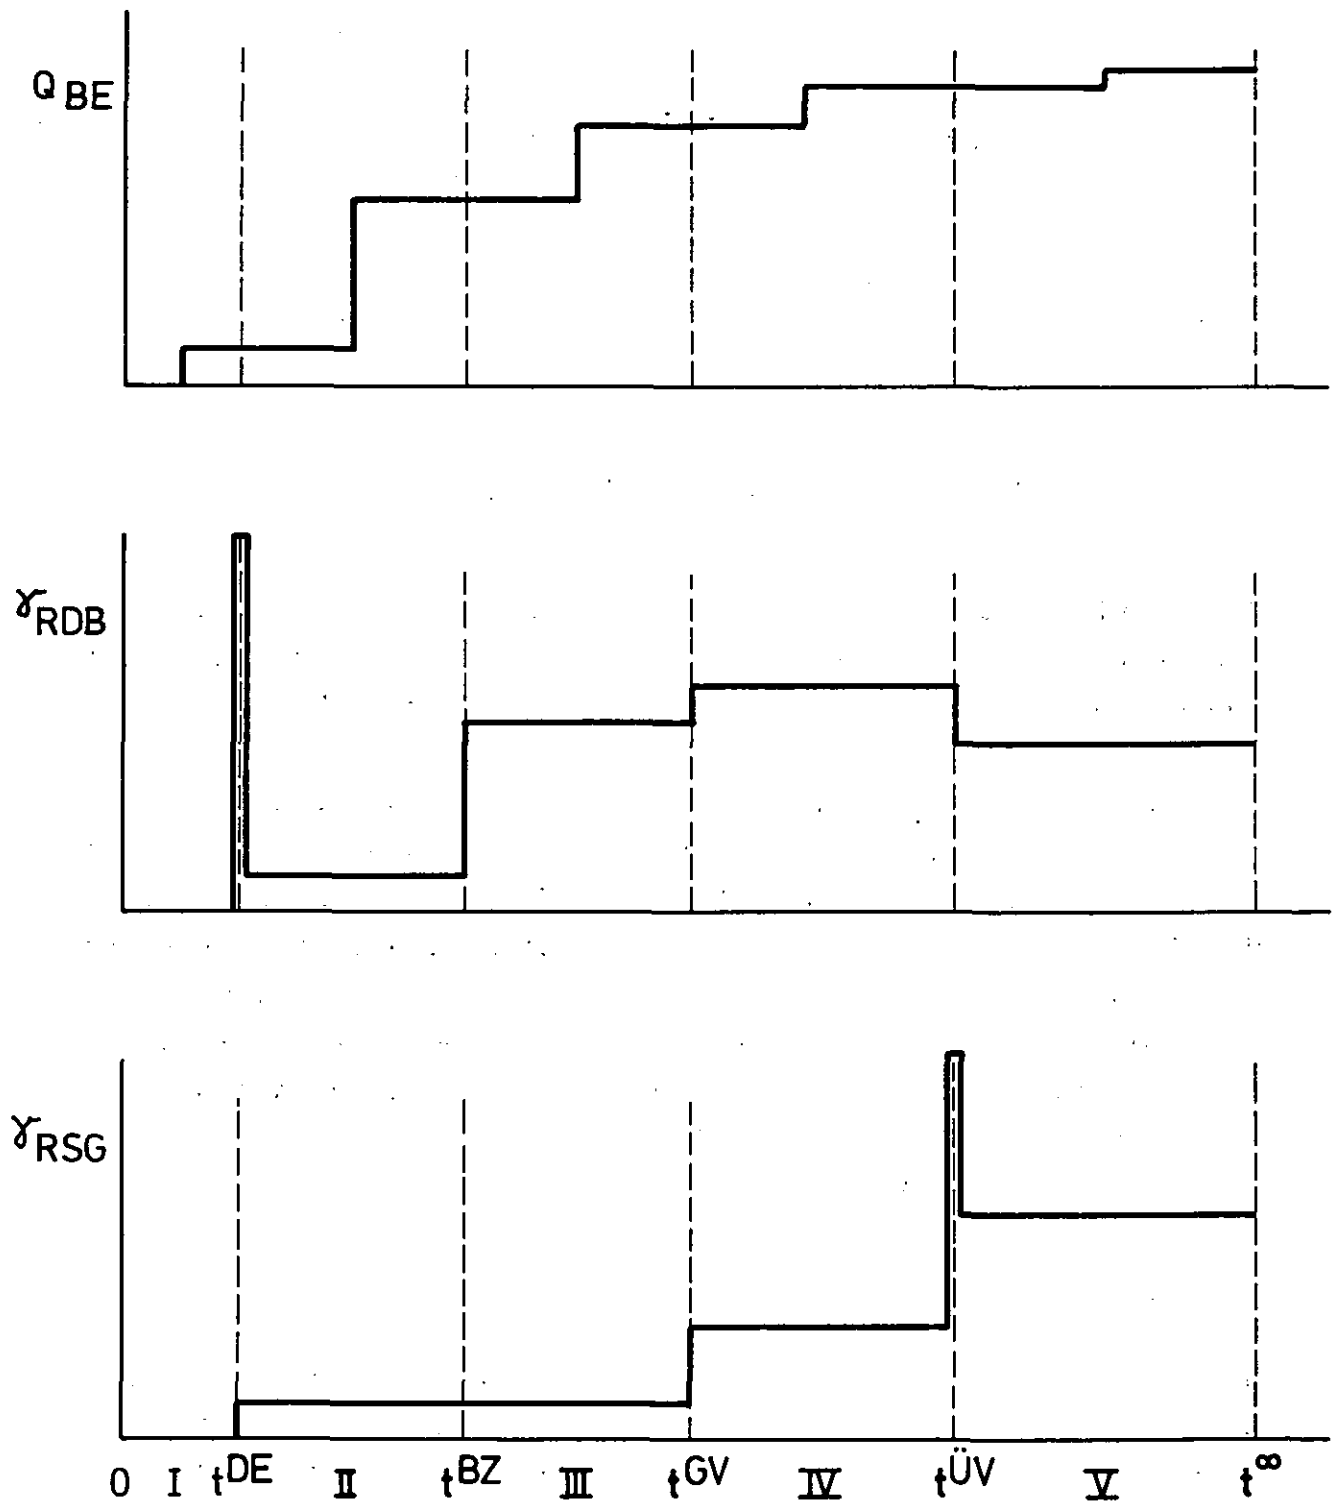 Q BE
γ RDB
γ RSG
0 I t^DE II t^BZ III t^GV IV t^ÜV V t^∞